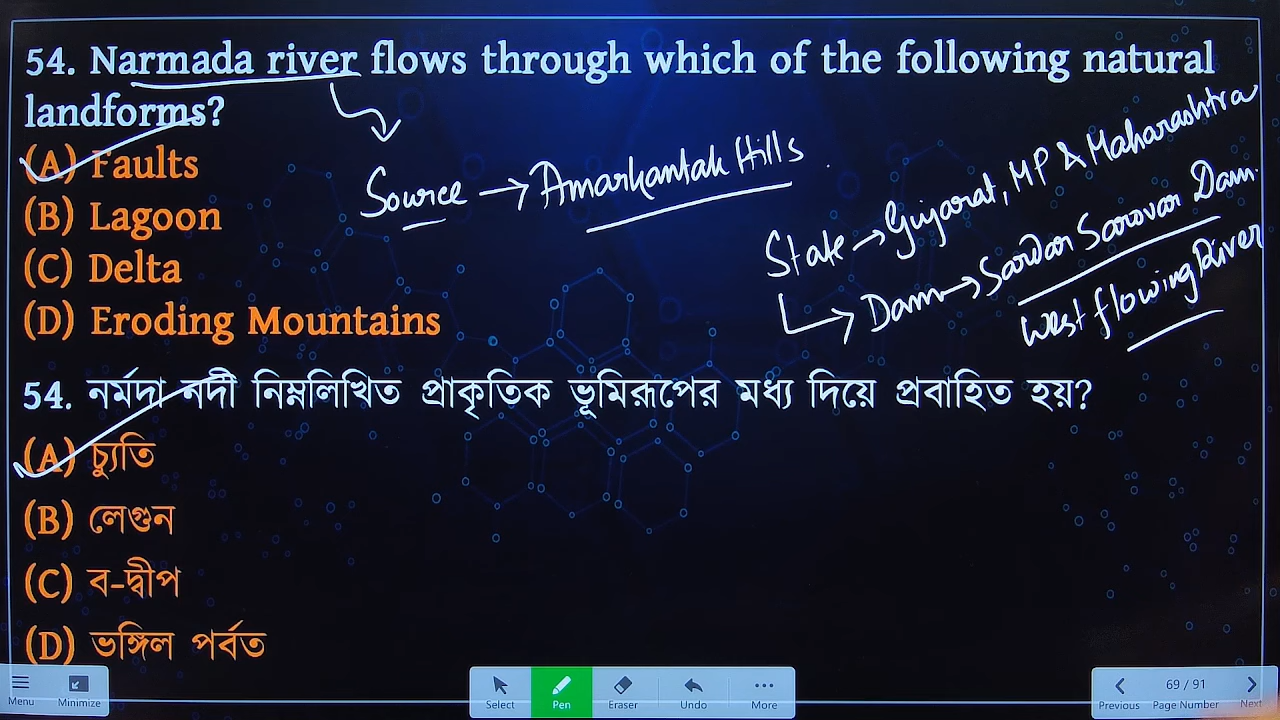 54. Narmada river flows through which of the following natural
landforms?
(A) Faults
(B) Lagoon
(C) Delta
(D) Eroding Mountains
Source → Amarkantak Hills
State → Gujarat, MP & Maharashtra
Dam → Sardar Sarovar Dam.
West flowing River
54. নর্মদা নদী নিম্নলিখিত প্রাকৃতিক ভূমিরূপের মধ্য দিয়ে প্রবাহিত হয়?
(A) চ্যুতি
(B) লেগুন
(C) ব-দ্বীপ
(D) ভঙ্গিল পর্বত
Menu Minimize Select Pen Eraser Undo More Previous 69 / 91 Page Number Next